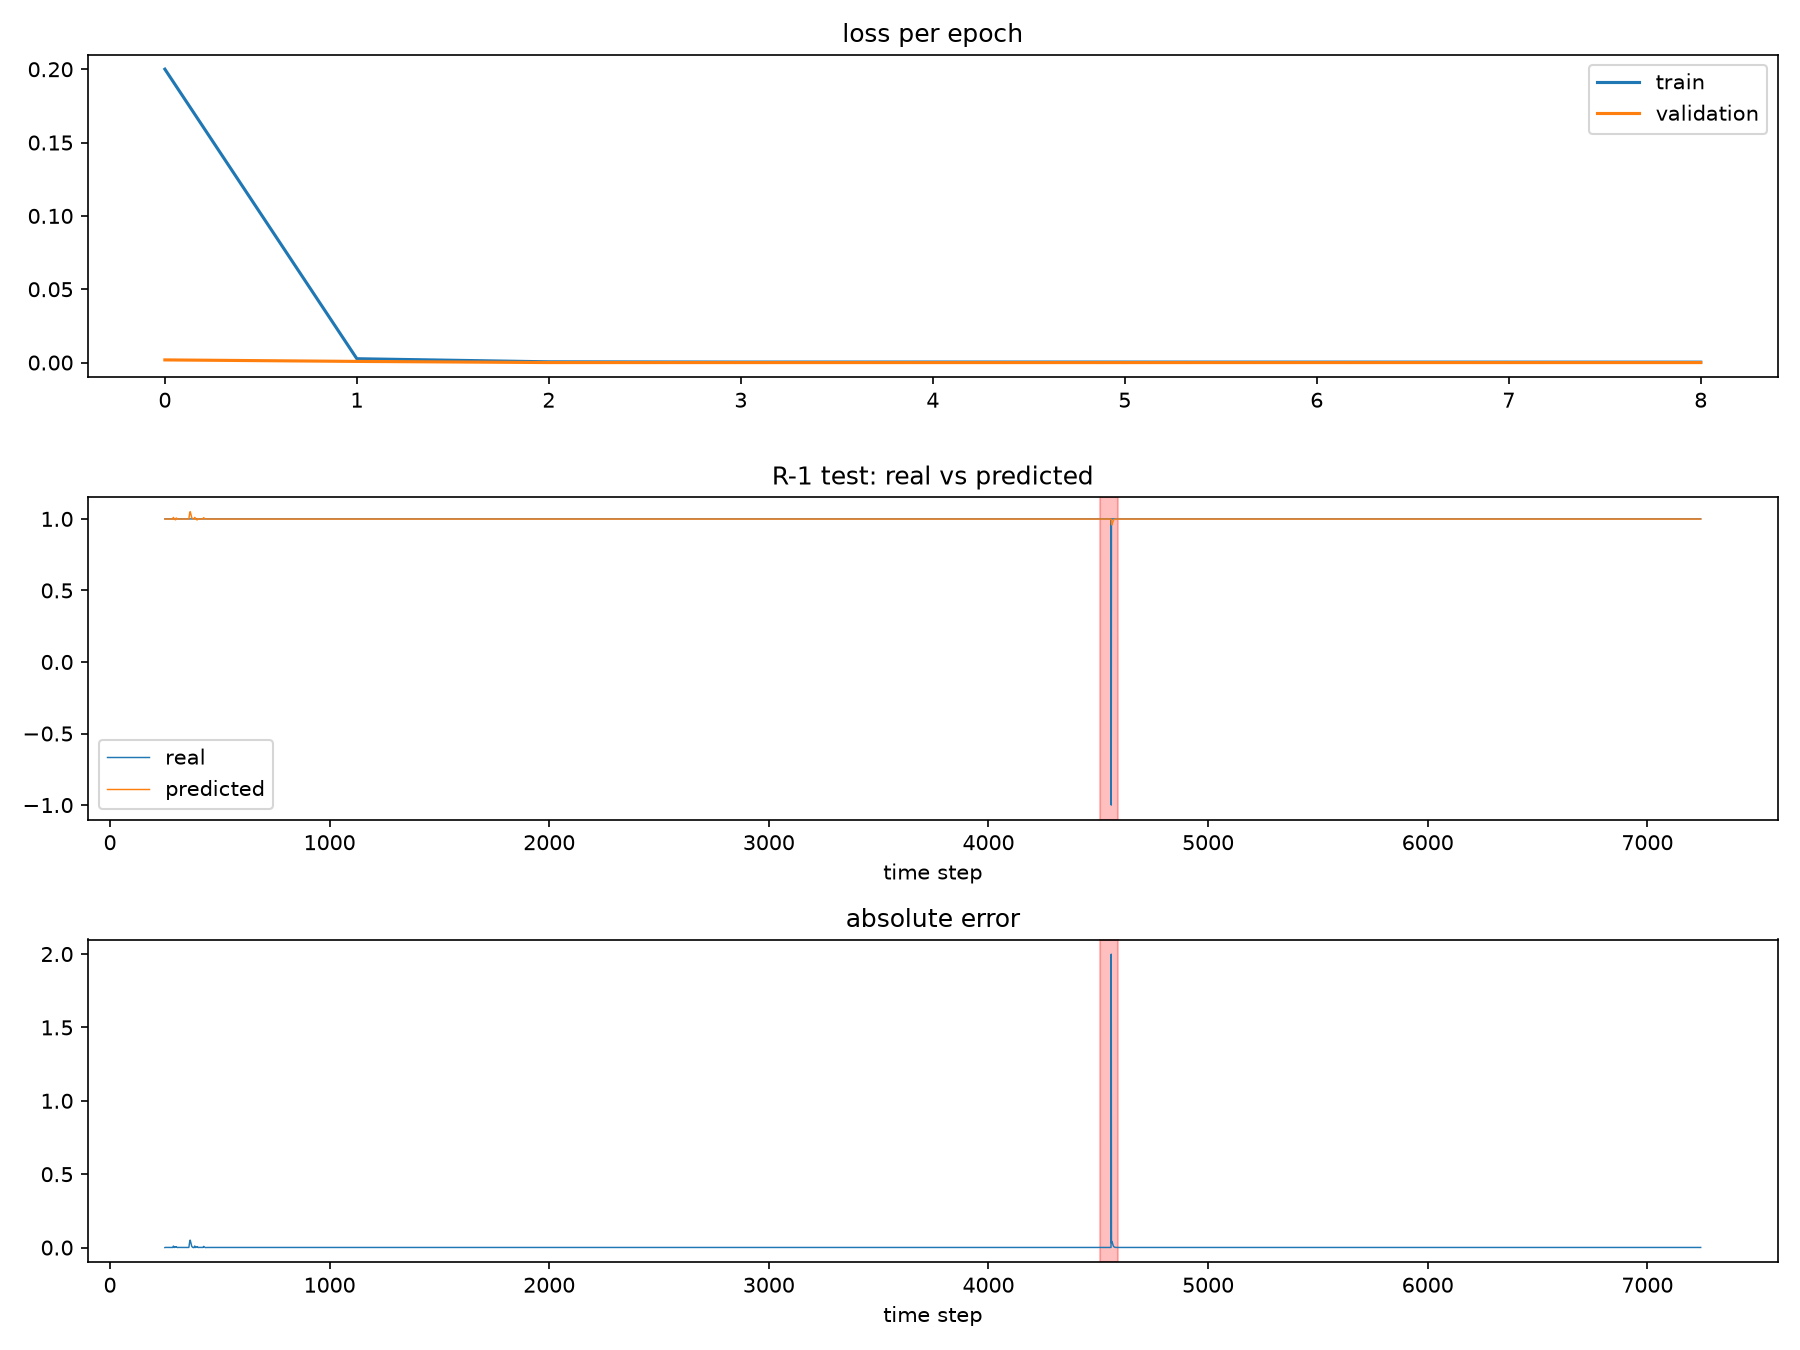 loss per epoch
0.20
0.15
0.10
0.05
0.00
train
validation
0 1 2 3 4 5 6 7 8
R-1 test: real vs predicted
1.0
0.5
0.0
−0.5
−1.0
real
predicted
0 1000 2000 3000 4000 5000 6000 7000
time step
absolute error
2.0
1.5
1.0
0.5
0.0
0 1000 2000 3000 4000 5000 6000 7000
time step